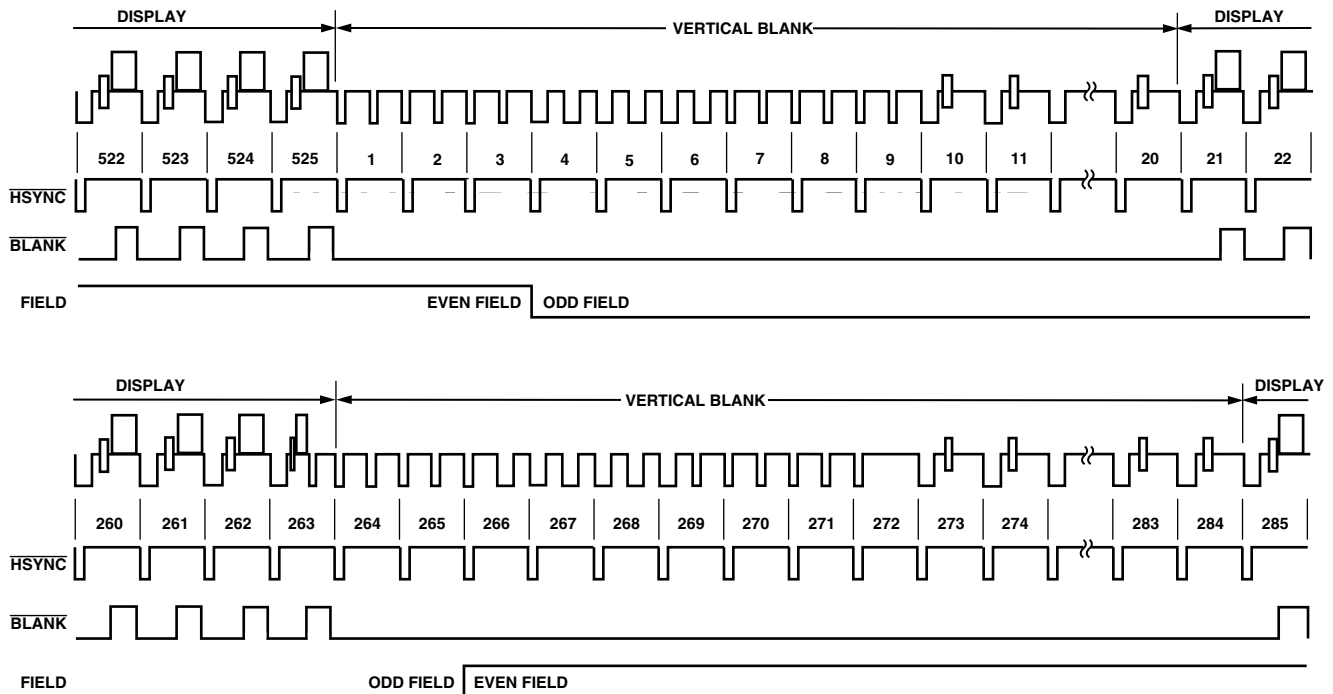 DISPLAY VERTICAL BLANK DISPLAY
522 523 524 525 1 2 3 4 5 6 7 8 9 10 11 20 21 22
HSYNC
BLANK
FIELD EVEN FIELD ODD FIELD
DISPLAY VERTICAL BLANK DISPLAY
260 261 262 263 264 265 266 267 268 269 270 271 272 273 274 283 284 285
HSYNC
BLANK
FIELD ODD FIELD EVEN FIELD